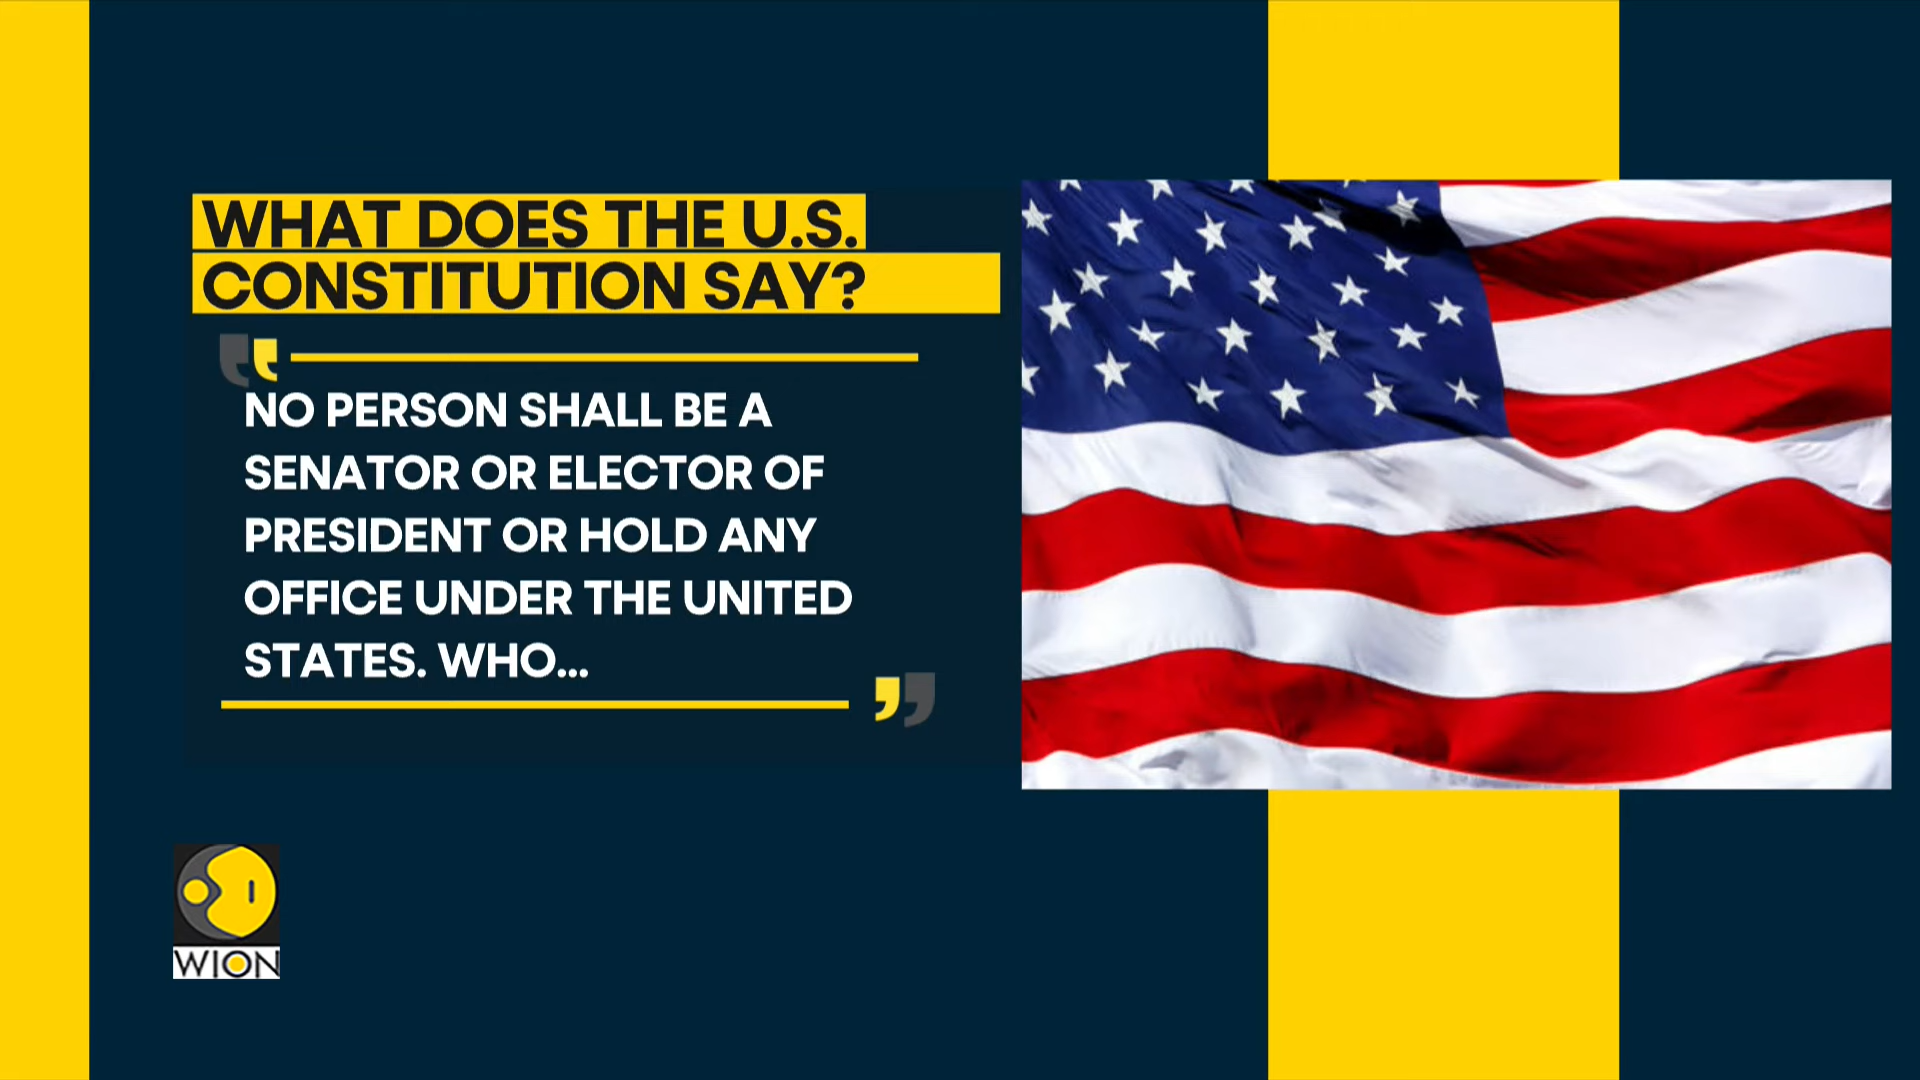 WHAT DOES THE U.S.
CONSTITUTION SAY?
NO PERSON SHALL BE A
SENATOR OR ELECTOR OF
PRESIDENT OR HOLD ANY
OFFICE UNDER THE UNITED
STATES. WHO...
WION